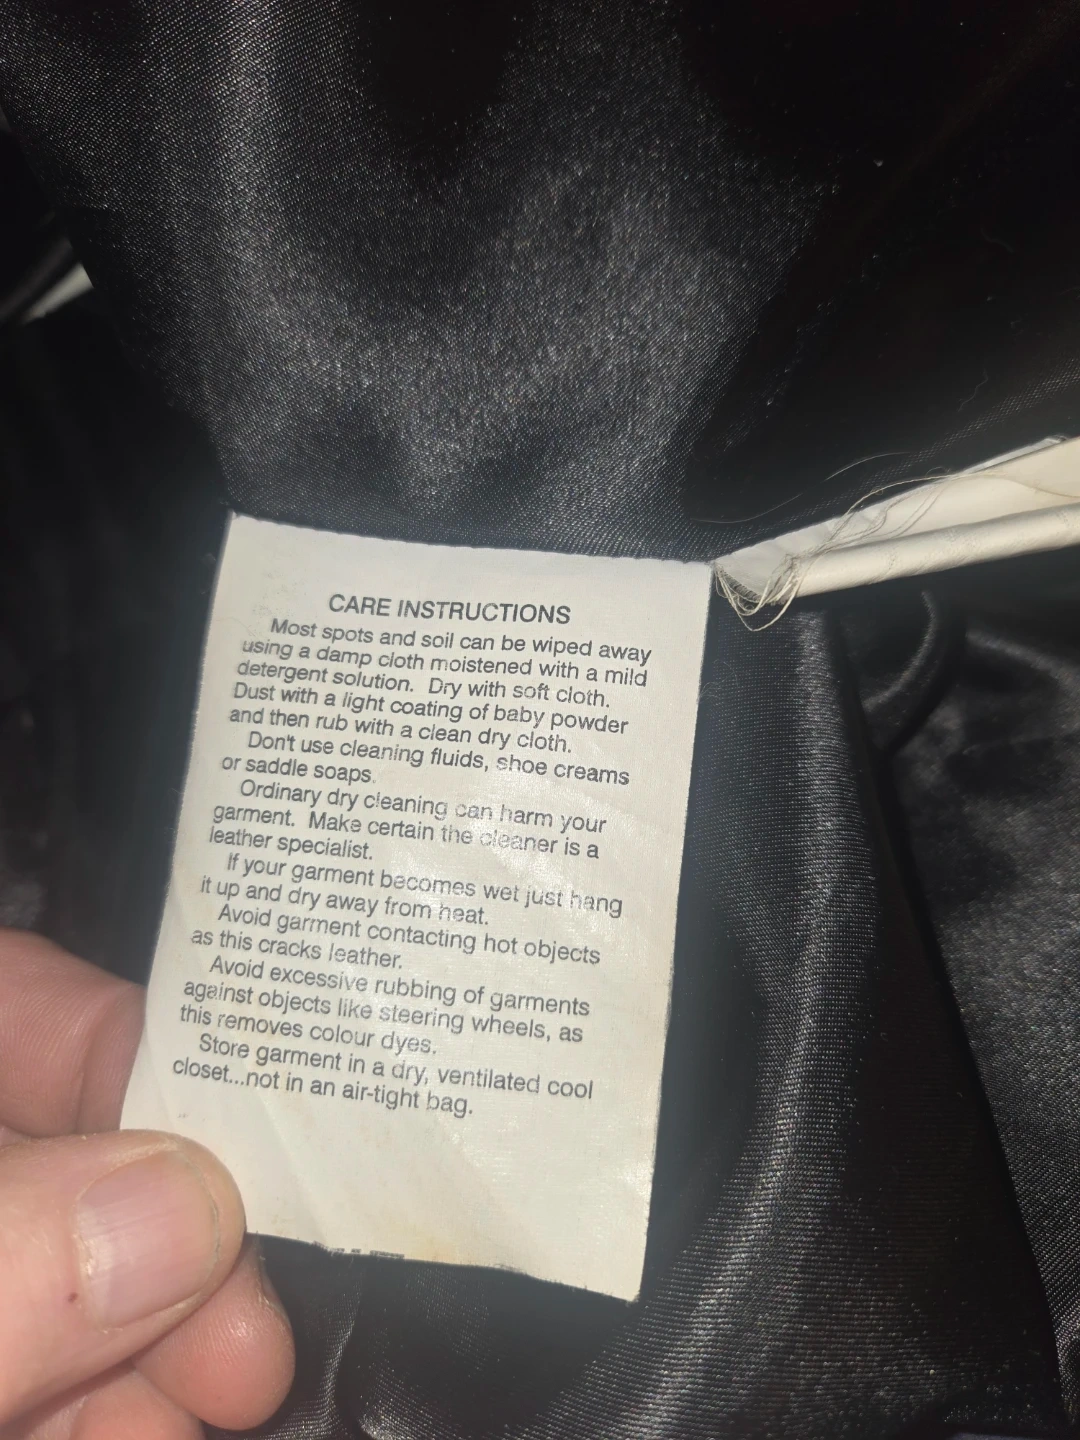 CARE INSTRUCTIONS
Most spots and soil can be wiped away
using a damp cloth moistened with a mild
detergent solution. Dry with soft cloth.
Dust with a light coating of baby powder
and then rub with a clean dry cloth.
Don't use cleaning fluids, shoe creams
or saddle soaps.
Ordinary dry cleaning can harm your
garment. Make certain the cleaner is a
leather specialist.
If your garment becomes wet just hang
it up and dry away from heat.
Avoid garment contacting hot objects
as this cracks leather.
Avoid excessive rubbing of garments
against objects like steering wheels, as
this removes colour dyes.
Store garment in a dry, ventilated cool
closet...not in an air-tight bag.